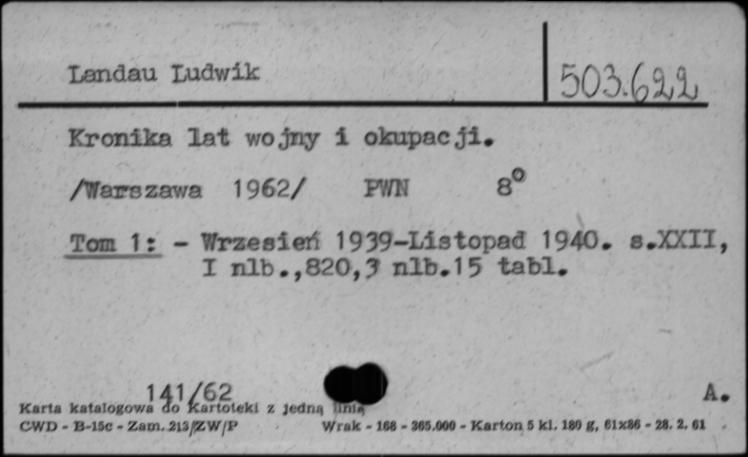 Landau Ludwik
503.622
Kronika lat wojny i okupacji.
/Warszawa 1962/ PWN 8°
Tom 1: - Wrzesień 1939-Listopad 1940. s.XXII,
I nlb.,820,3 nlb.15 tabl.
141/62 A.
Karta katalogowa do kartoteki z jedną linią
CWD - B-15c - Zam. 213/ZW/P Wrak - 168 - 365.000 - Karton 5 kl. 180 g, 61x86 - 28. 2. 61